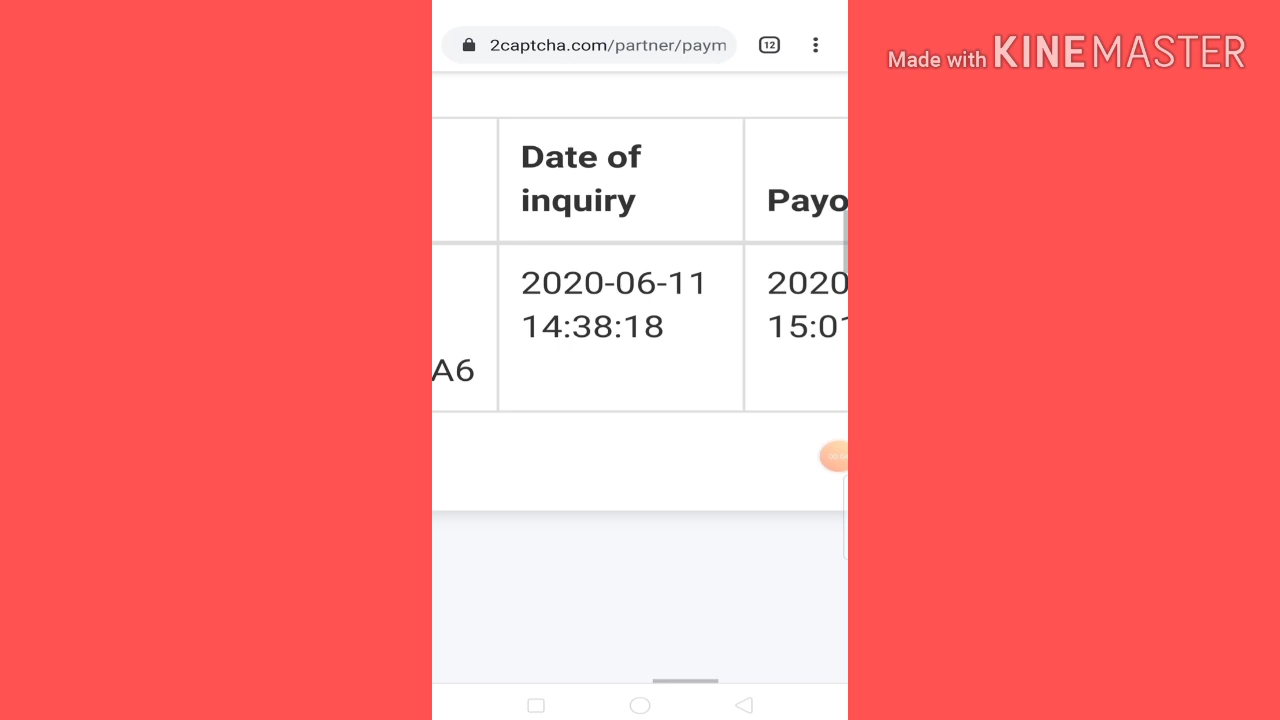 2captcha.com/partner/paym
12
Made with KINEMASTER
Date of
inquiry
Payo
2020-06-11
14:38:18
2020
15:01
A6